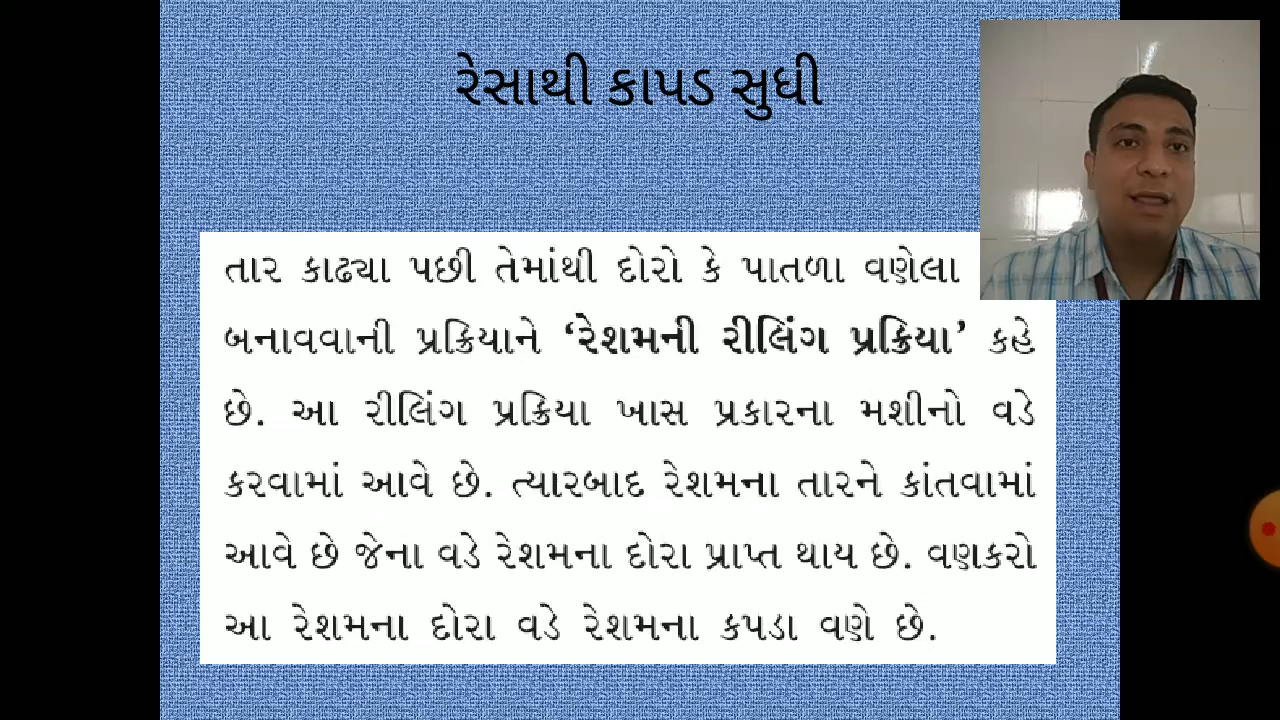 રેસાથી કાપડ સુધી
તાર કાઢ્યા પછી તેમાંથી દોરો કે પાતળા વણેલા
બનાવવાની પ્રક્રિયાને ‘રેશમની રીલિંગ પ્રક્રિયા’ કહે
છે. આ રીલિંગ પ્રક્રિયા ખાસ પ્રકારના મશીનો વડે
કરવામાં આવે છે. ત્યારબાદ રેશમના તારને કાંતવામાં
આવે છે જેના વડે રેશમના દોરા પ્રાપ્ત થાય છે. વણકરો
આ રેશમના દોરા વડે રેશમના કપડા વણે છે.